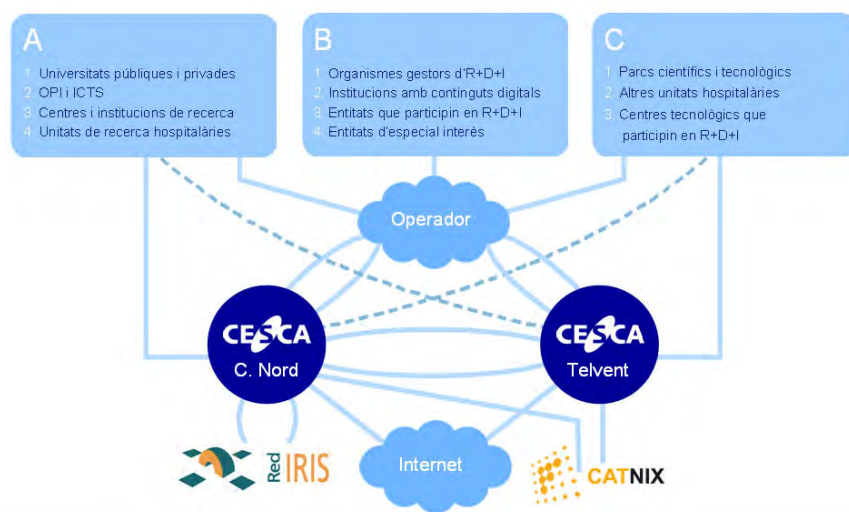 A
1 Universitats públiques i privades
2 OPI i ICTS
3 Centres i institucions de recerca
4 Unitats de recerca hospitalàries
B
1 Organismes gestors d'R+D+I
2 Institucions amb continguts digitals
3 Entitats que participin en R+D+I
4 Entitats d'especial interès
C
1 Parcs científics i tecnològics
2 Altres unitats hospitalàries
3 Centres tecnològics que
participin en R+D+I
Operador
CESCA
C. Nord
CESCA
Telvent
Red IRIS
Internet
CATNIX